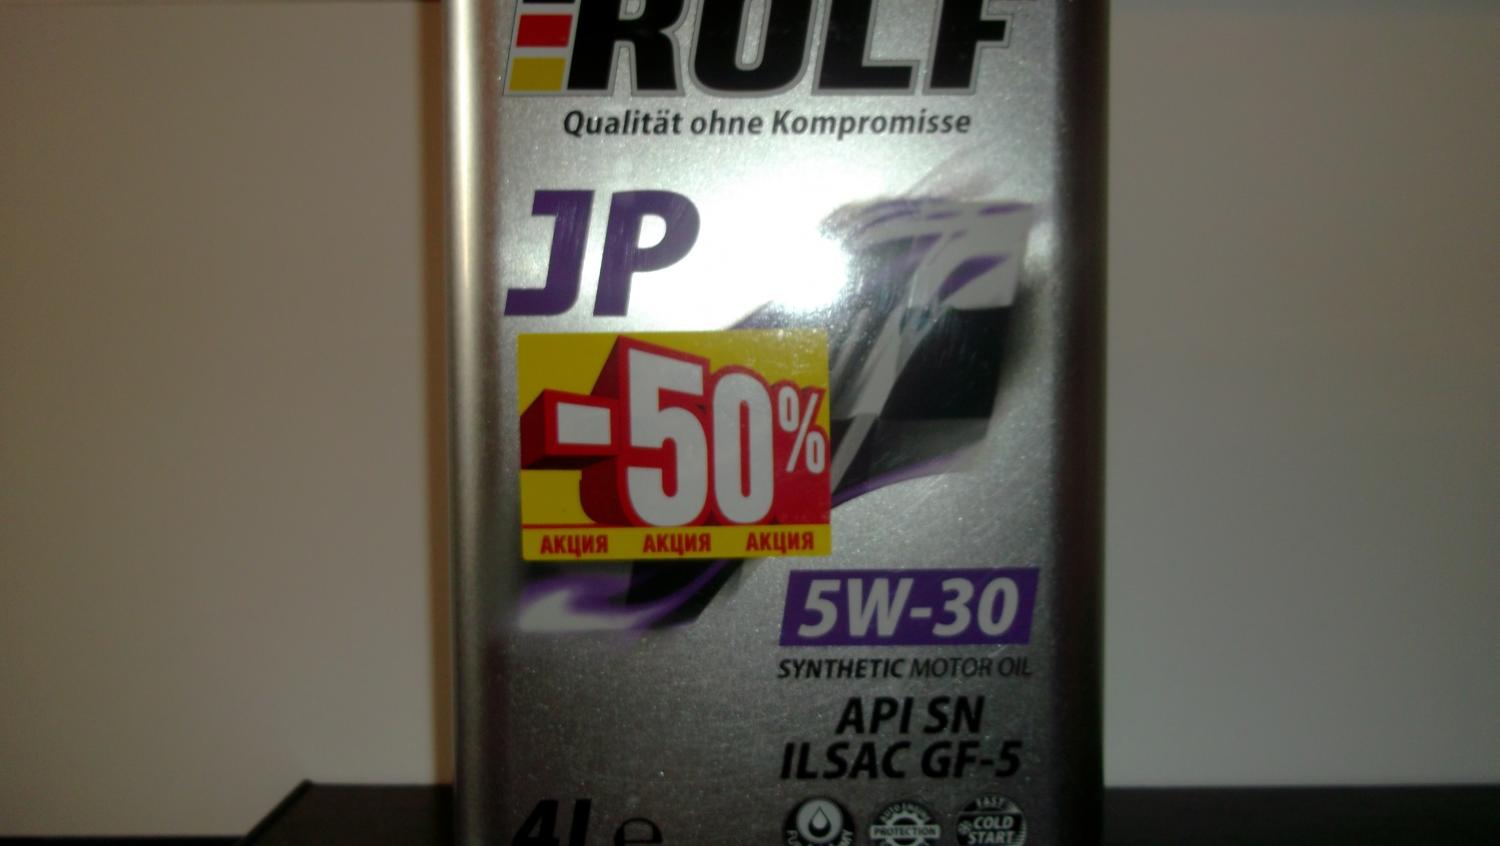 ROLF
Qualität ohne Kompromisse
JP
-50%
АКЦИЯ АКЦИЯ АКЦИЯ
5W-30
SYNTHETIC MOTOR OIL
API SN
ILSAC GF-5
4L e
PROTECTION
FAST
COLD
START